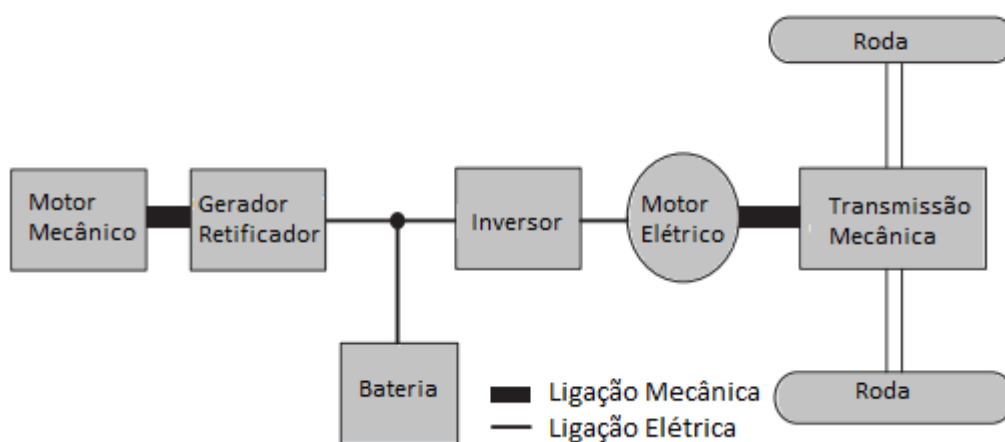 Roda
Motor
Mecânico
Gerador
Retificador
Inversor
Motor
Elétrico
Transmissão
Mecânica
Bateria
Ligação Mecânica
Ligação Elétrica
Roda